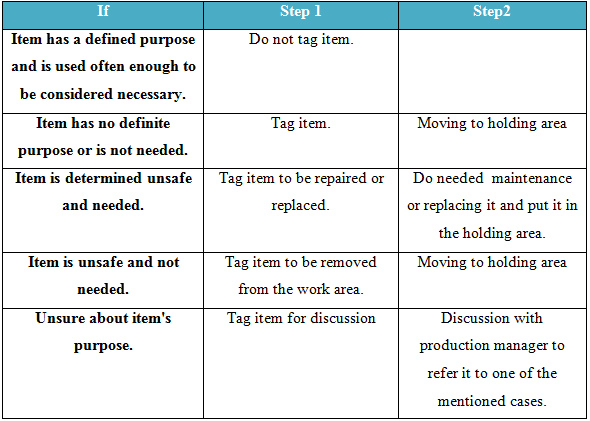 If Step 1 Step2
Item has a defined purpose
and is used often enough to
be considered necessary.
Do not tag item.
Item has no definite
purpose or is not needed.
Tag item.
Moving to holding area
Item is determined unsafe
and needed.
Tag item to be repaired or
replaced.
Do needed maintenance
or replacing it and put it in
the holding area.
Item is unsafe and not
needed.
Tag item to be removed
from the work area.
Moving to holding area
Unsure about item's
purpose.
Tag item for discussion
Discussion with
production manager to
refer it to one of the
mentioned cases.